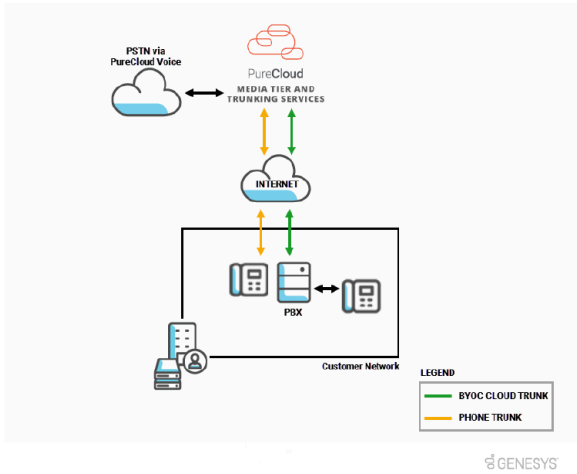 PSTN via
PureCloud Voice
PureCloud
MEDIA TIER AND
TRUNKING SERVICES
INTERNET
PBX
Customer Network
LEGEND
BYOC CLOUD TRUNK
PHONE TRUNK
GENESYS